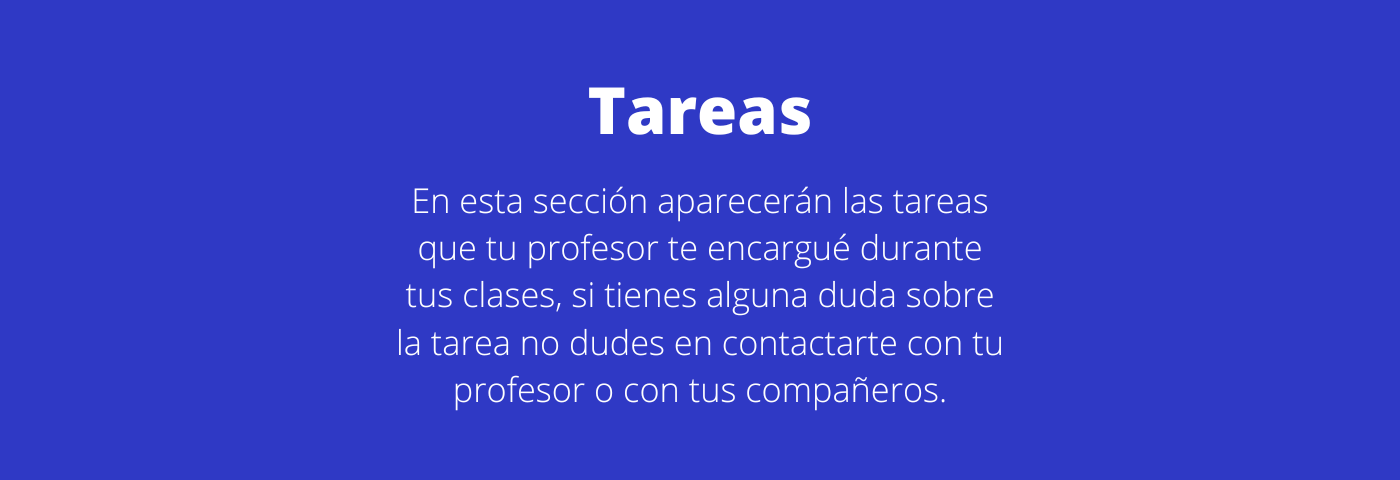 Tareas
En esta sección aparecerán las tareas
que tu profesor te encargué durante
tus clases, si tienes alguna duda sobre
la tarea no dudes en contactarte con tu
profesor o con tus compañeros.